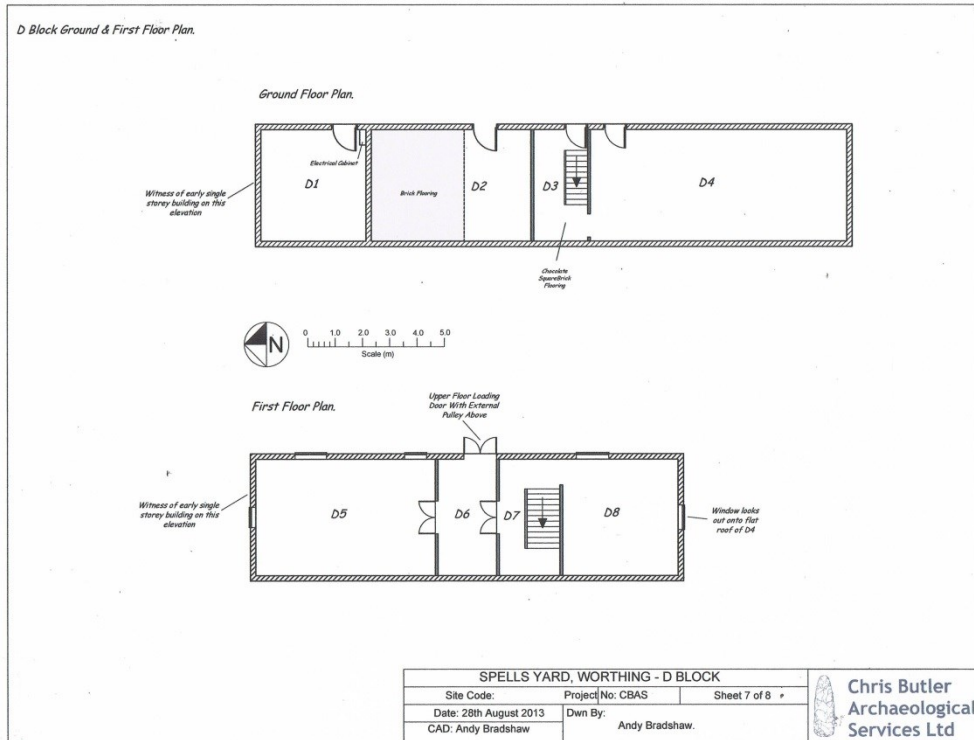 D Block Ground & First Floor Plan.
Ground Floor Plan.
Electrical Cabinet
D1
Brick Flooring
D2
D3
D4
Witness of early single
storey building on this
elevation
Chocolate
SquareBrick
Flooring
N
0 1.0 2.0 3.0 4.0 5.0
Scale (m)
First Floor Plan.
Upper Floor Loading
Door With External
Pulley Above
Witness of early single
storey building on this
elevation
D5
D6
D7
D8
Window looks
out onto flat
roof of D4
SPELLS YARD, WORTHING - D BLOCK
Site Code:
Project No: CBAS
Sheet 7 of 8
Date: 28th August 2013
Dwn By:
Andy Bradshaw.
CAD: Andy Bradshaw
Chris Butler
Archaeological
Services Ltd